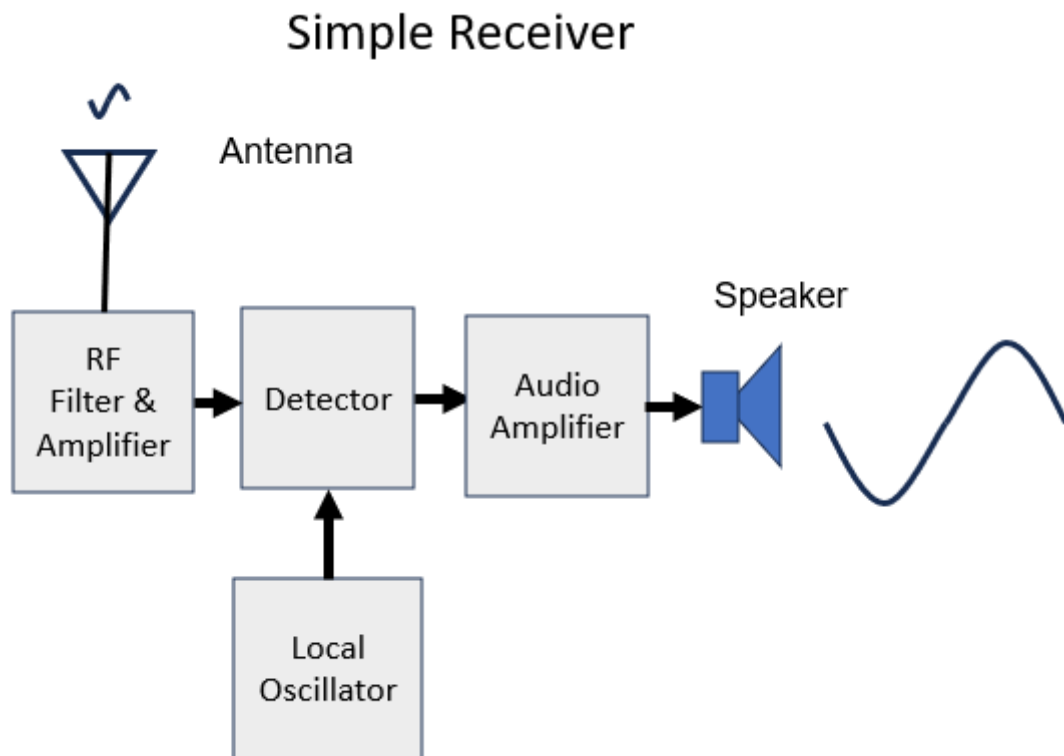 Simple Receiver
Antenna
Speaker
RF
Filter &
Amplifier
Detector
Audio
Amplifier
Local
Oscillator